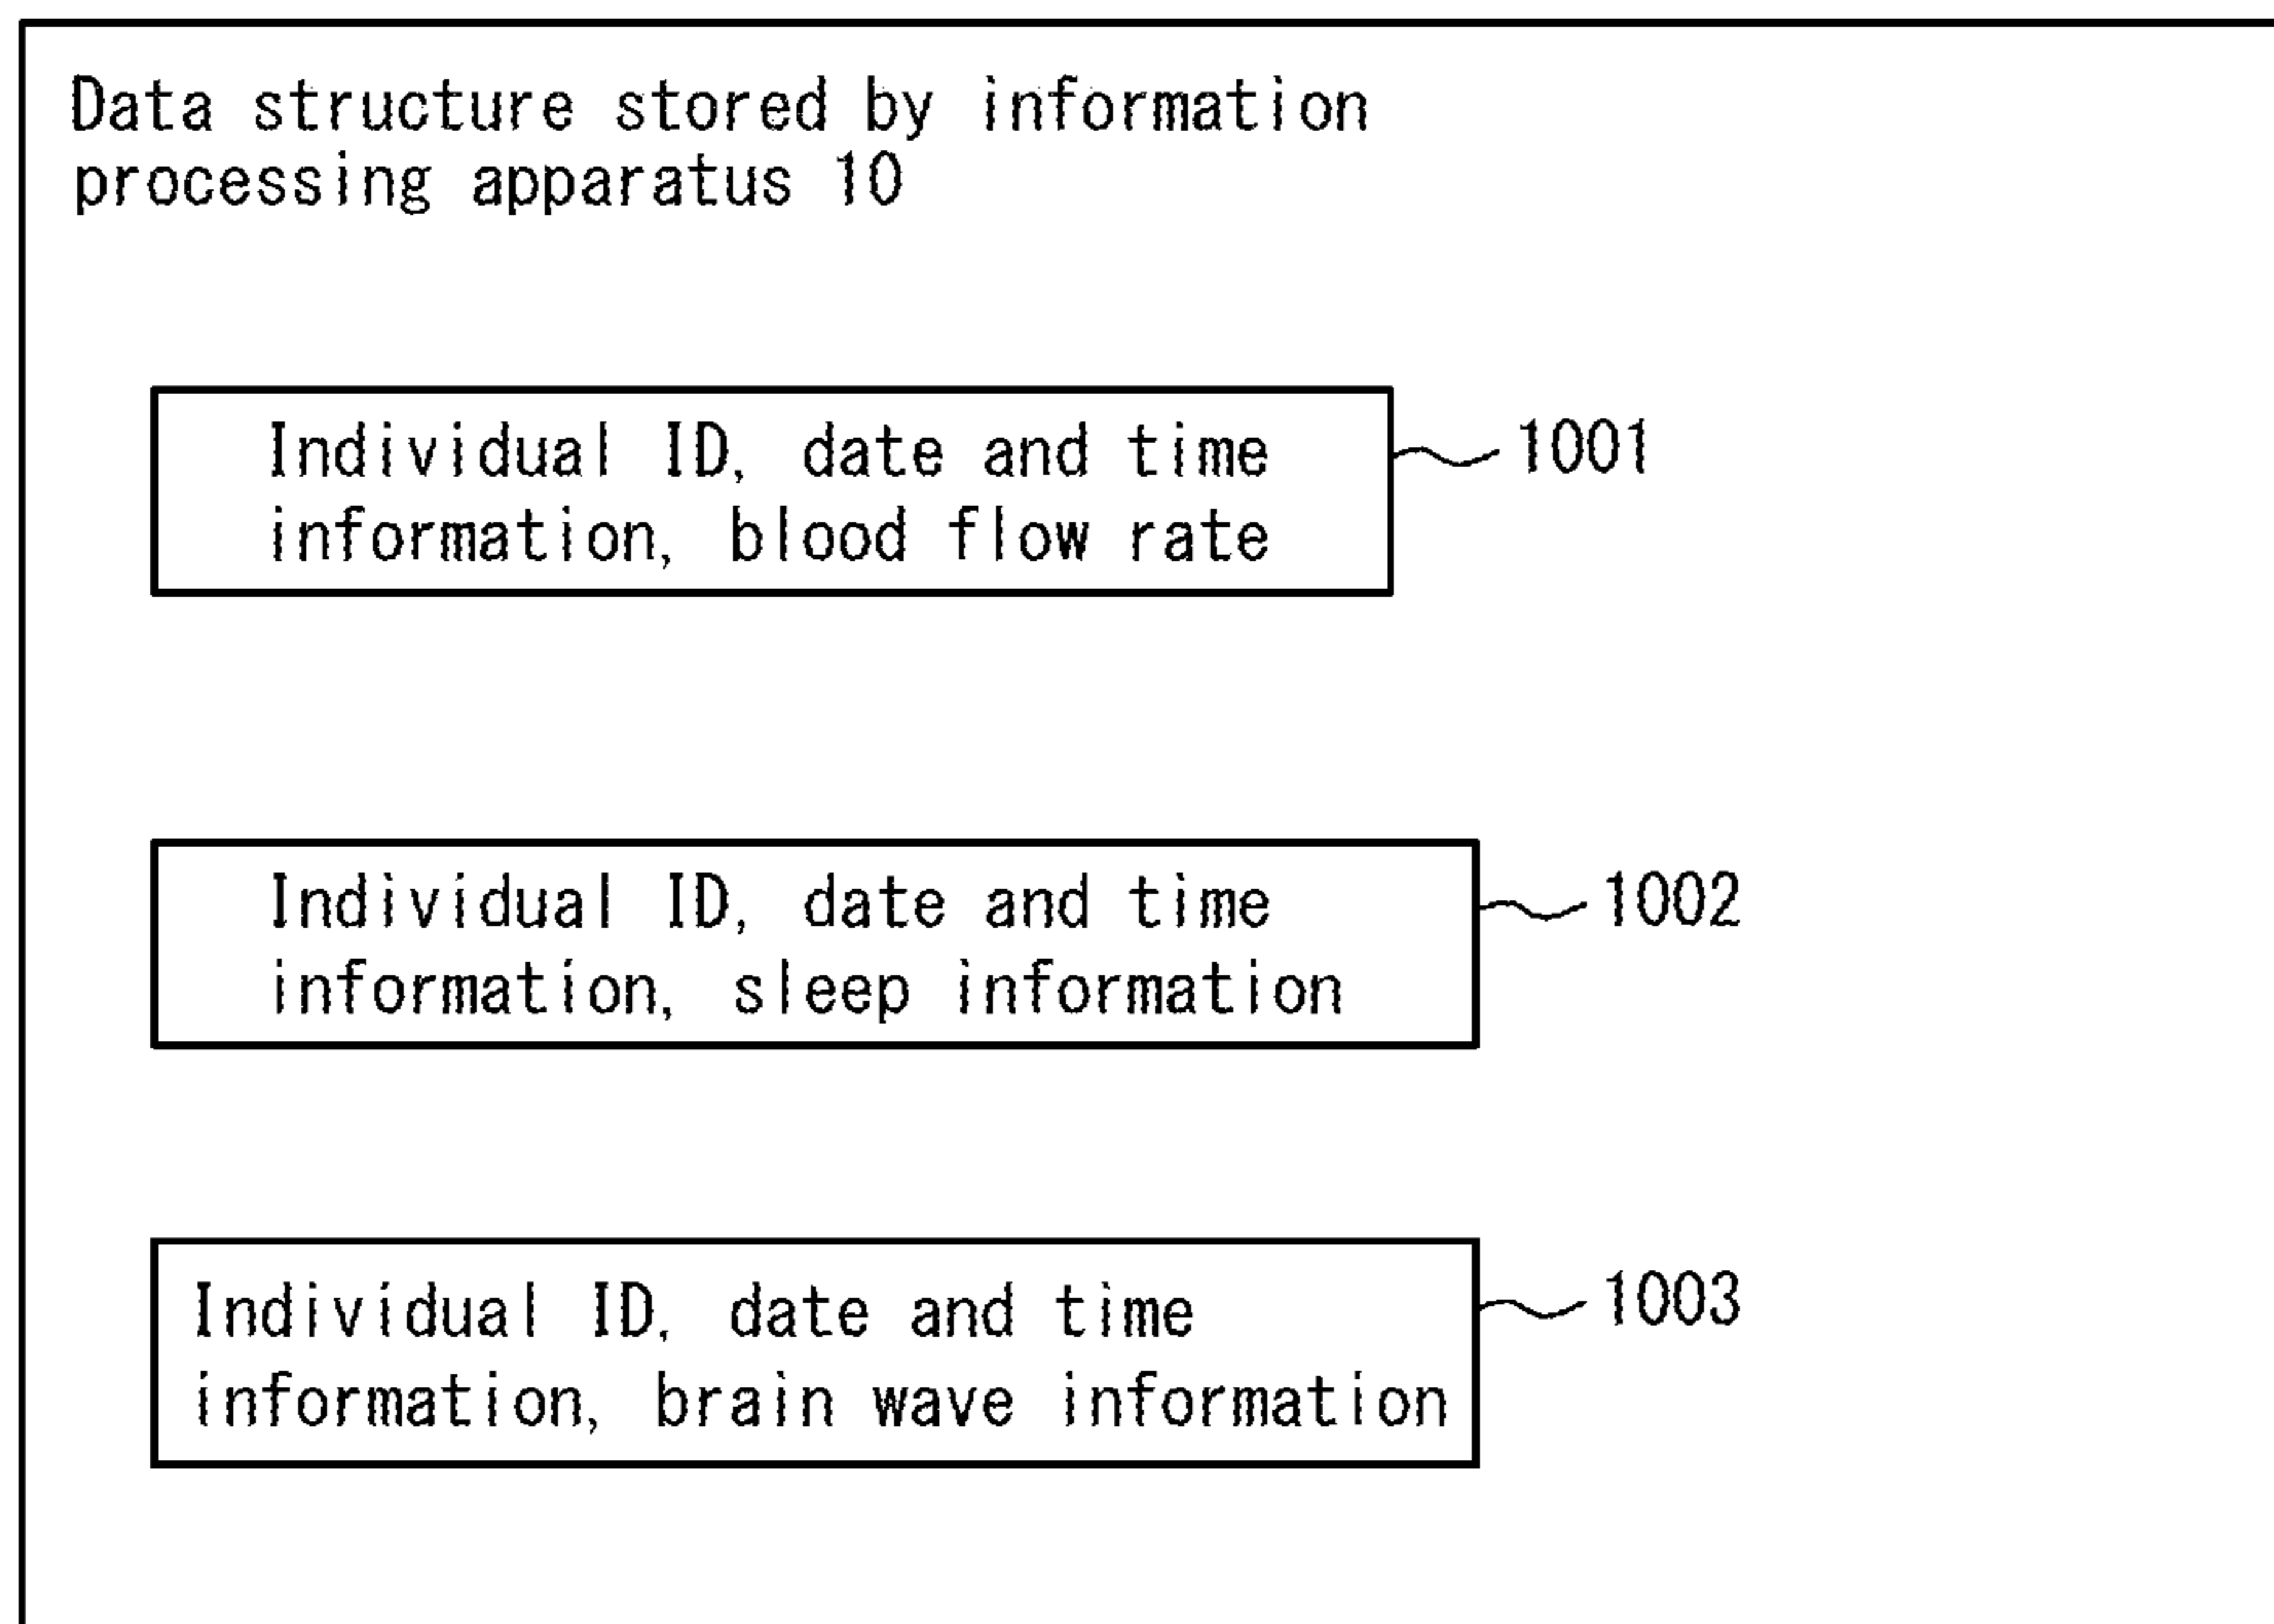 Data structure stored by information
processing apparatus 10
Individual ID, date and time
information, blood flow rate
1001
Individual ID, date and time
information, sleep information
1002
Individual ID, date and time
information, brain wave information
1003